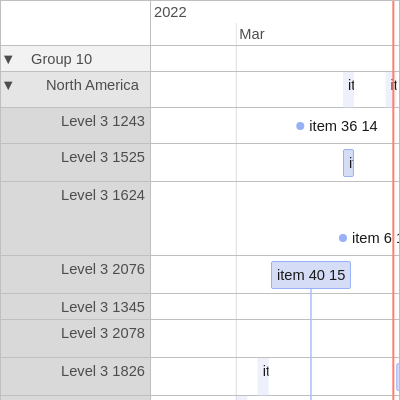 2022
Mar
▼ Group 10
▼ North America
it it
Level 3 1243
item 36 14
Level 3 1525
Level 3 1624
item 6 1
Level 3 2076
item 40 15
Level 3 1345
Level 3 2078
Level 3 1826
it